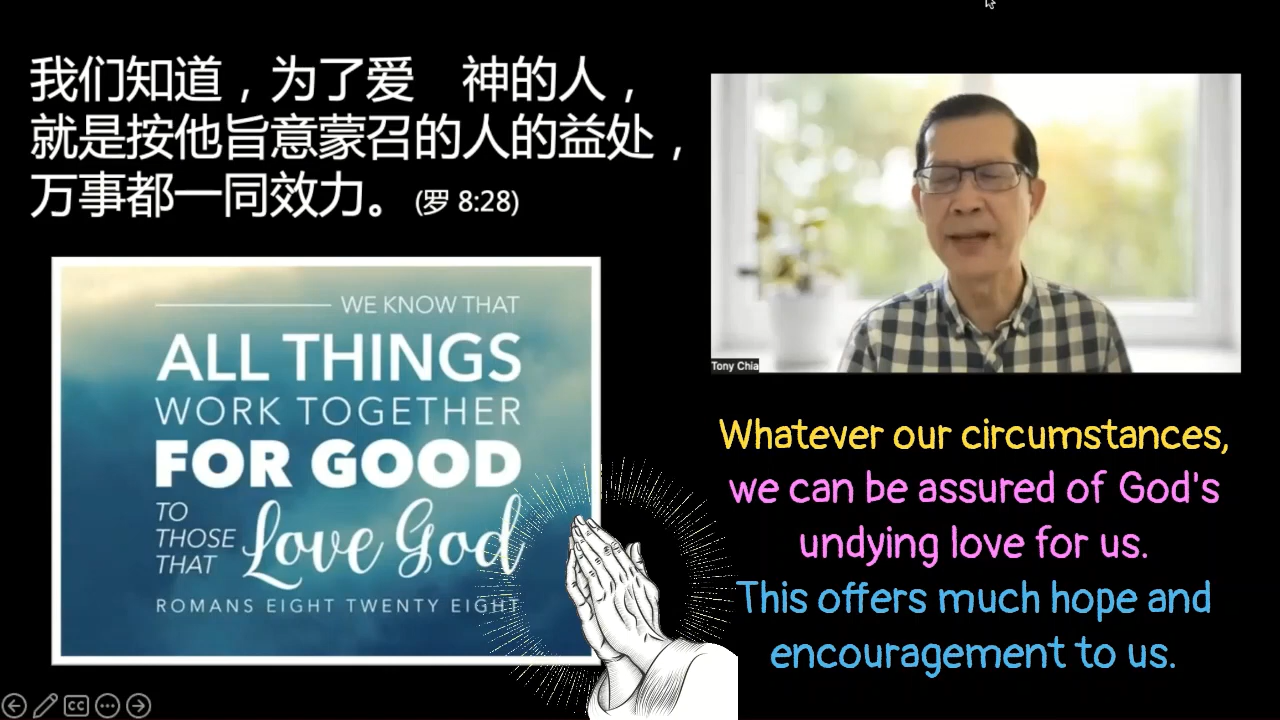 我们知道，为了爱　神的人，
就是按他旨意蒙召的人的益处，
万事都一同效力。(罗 8:28)
WE KNOW THAT
ALL THINGS
WORK TOGETHER
FOR GOOD
TO
THOSE
THAT
Love God
ROMANS EIGHT TWENTY EIGHT
Tony Chia
Whatever our circumstances,
we can be assured of God's
undying love for us.
This offers much hope and
encouragement to us.
CC